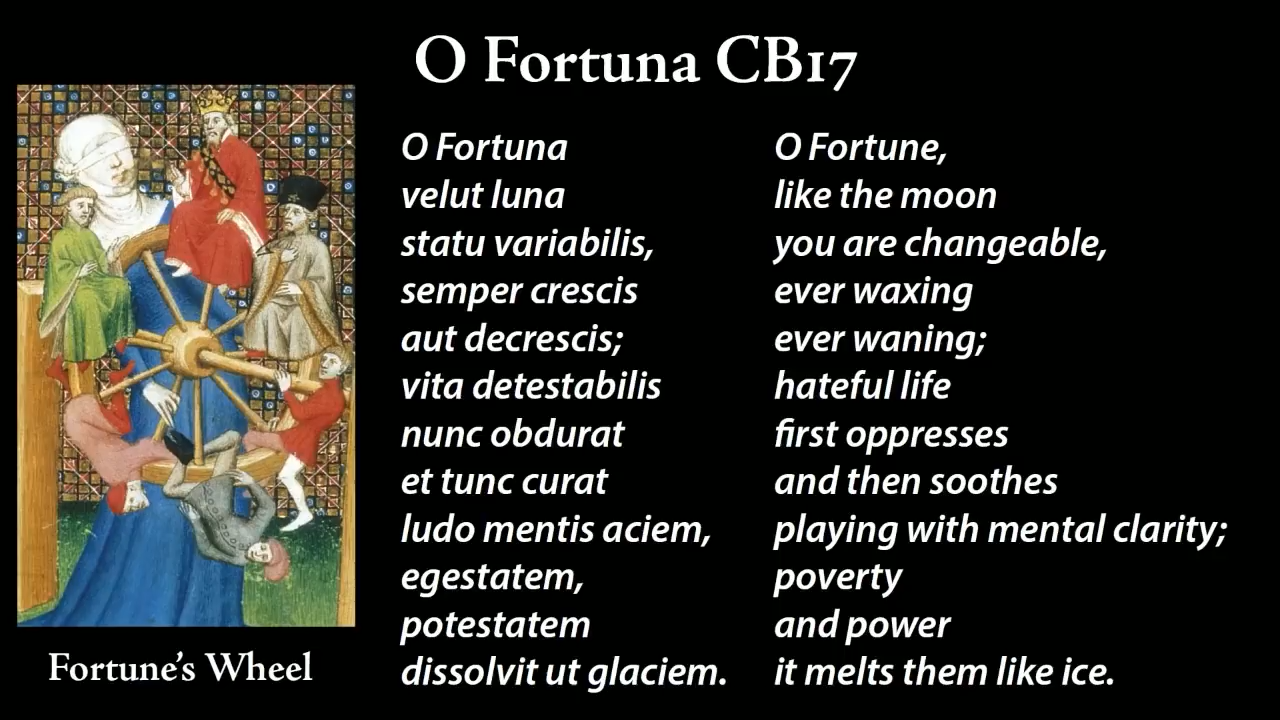 O Fortuna CB17
O Fortuna
velut luna
statu variabilis,
semper crescis
aut decrescis;
vita detestabilis
nunc obdurat
et tunc curat
ludo mentis aciem,
egestatem,
potestatem
dissolvit ut glaciem.
O Fortune,
like the moon
you are changeable,
ever waxing
ever waning;
hateful life
first oppresses
and then soothes
playing with mental clarity;
poverty
and power
it melts them like ice.
Fortune's Wheel